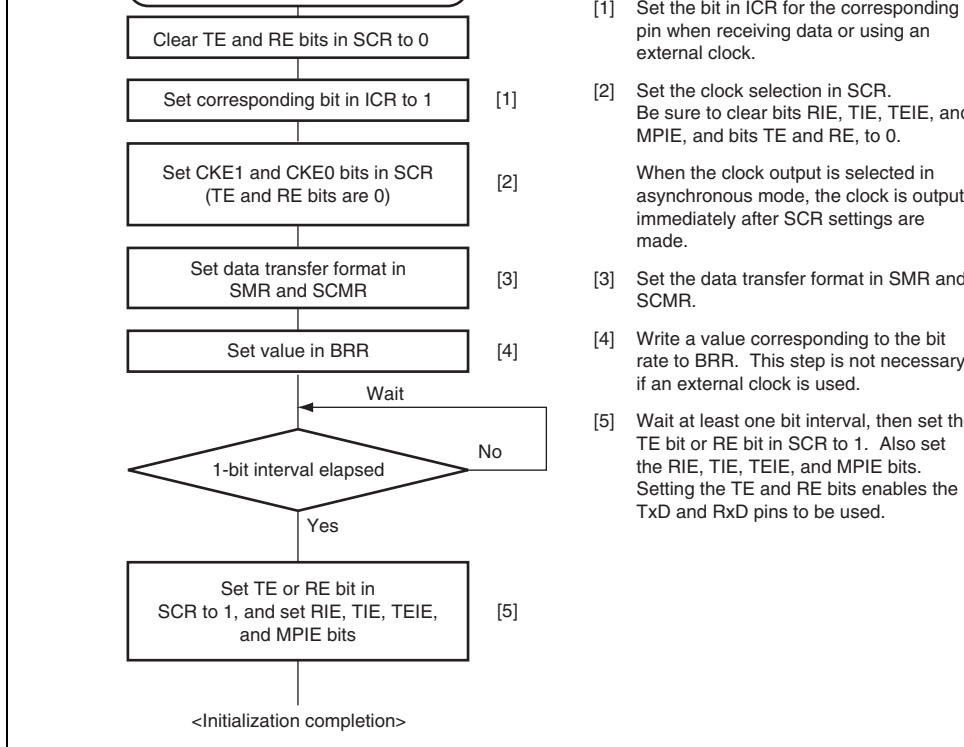 Clear TE and RE bits in SCR to 0
Set corresponding bit in ICR to 1
[1]
Set CKE1 and CKE0 bits in SCR
(TE and RE bits are 0)
[2]
Set data transfer format in
SMR and SCMR
[3]
Set value in BRR
[4]
Wait
1-bit interval elapsed
No
Yes
Set TE or RE bit in
SCR to 1, and set RIE, TIE, TEIE,
and MPIE bits
[5]
<Initialization completion>
[1] Set the bit in ICR for the corresponding
pin when receiving data or using an
external clock.
[2] Set the clock selection in SCR.
Be sure to clear bits RIE, TIE, TEIE, and
MPIE, and bits TE and RE, to 0.
When the clock output is selected in
asynchronous mode, the clock is output
immediately after SCR settings are
made.
[3] Set the data transfer format in SMR and
SCMR.
[4] Write a value corresponding to the bit
rate to BRR. This step is not necessary
if an external clock is used.
[5] Wait at least one bit interval, then set th
TE bit or RE bit in SCR to 1. Also set
the RIE, TIE, TEIE, and MPIE bits.
Setting the TE and RE bits enables the
TxD and RxD pins to be used.